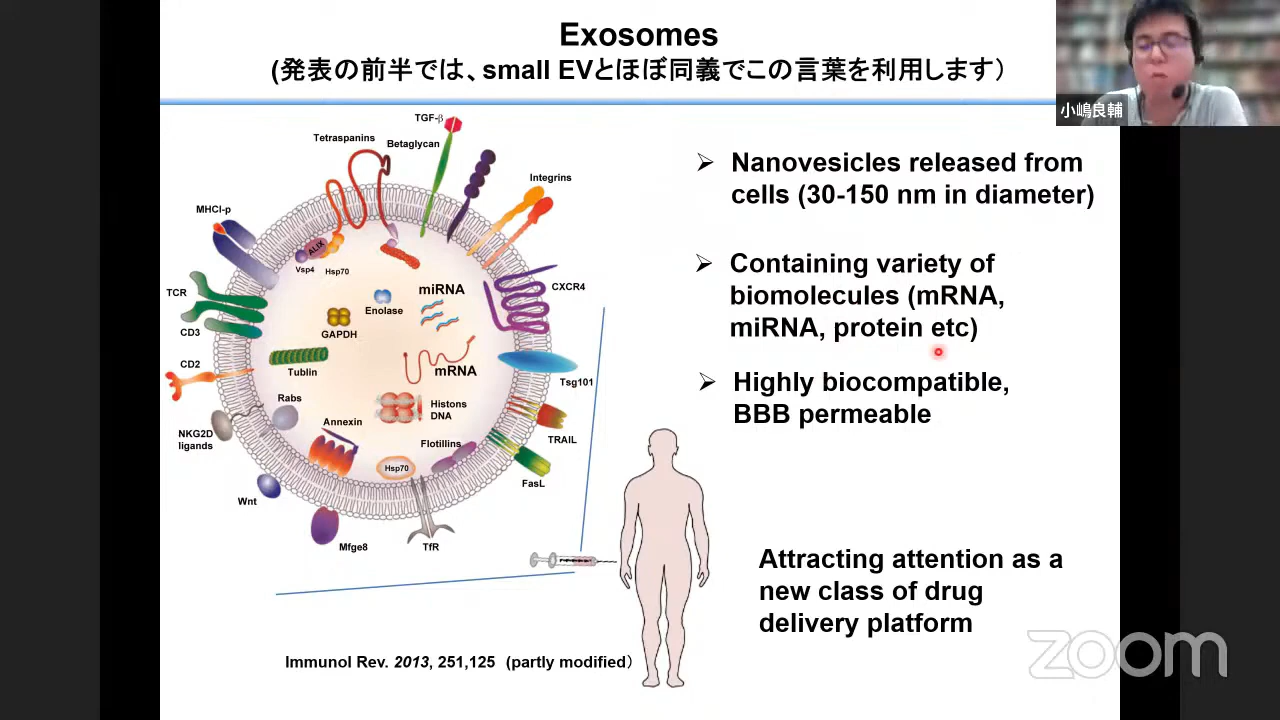 Exosomes
(発表の前半では、small EVとほぼ同義でこの言葉を利用します）
小嶋良輔
TGF-β
Tetraspanins
Betaglycan
Integrins
MHCI-p
ALIX
Vsp4
Hsp70
miRNA
CXCR4
TCR
Enolase
GAPDH
CD3
mRNA
CD2
Tublin
Tsg101
Rabs
Histons
DNA
Annexin
NKG2D
ligands
Flotillins
TRAIL
Hsp70
FasL
Wnt
Mfge8
TfR
➢ Nanovesicles released from
cells (30-150 nm in diameter)
➢ Containing variety of
biomolecules (mRNA,
miRNA, protein etc)
➢ Highly biocompatible,
BBB permeable
Attracting attention as a
new class of drug
delivery platform
Immunol Rev. 2013, 251,125 (partly modified）
zoom